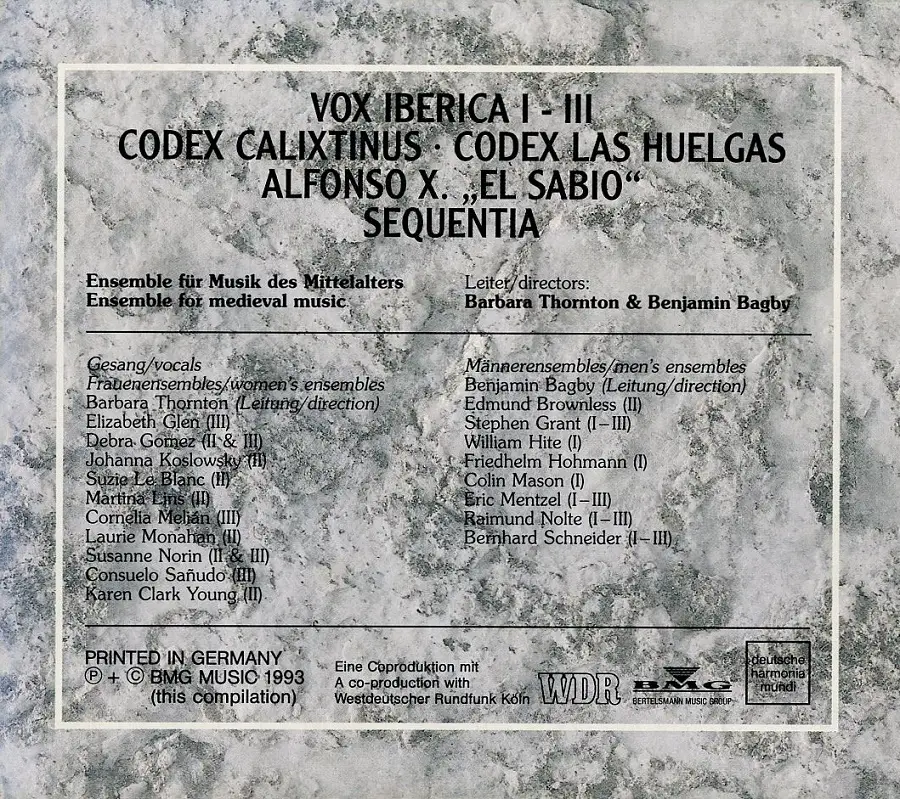 VOX IBERICA I - III
CODEX CALIXTINUS · CODEX LAS HUELGAS
ALFONSO X. „EL SABIO“
SEQUENTIA
Ensemble für Musik des Mittelalters
Ensemble for medieval music
Leiter/directors:
Barbara Thornton & Benjamin Bagby
Gesang/vocals
Frauenensembles/women's ensembles
Barbara Thornton (Leitung/direction)
Elizabeth Glen (III)
Debra Gomez (II & III)
Johanna Koslowsky (II)
Suzie Le Blanc (II)
Martina Lins (II)
Cornelia Melián (III)
Laurie Monahan (II)
Susanne Norin (II & III)
Consuelo Sañudo (III)
Karen Clark Young (II)
Männerensembles/men's ensembles
Benjamin Bagby (Leitung/direction)
Edmund Brownless (II)
Stephen Grant (I–III)
William Hite (I)
Friedhelm Hohmann (I)
Colin Mason (I)
Eric Mentzel (I–III)
Raimund Nolte (I–III)
Bernhard Schneider (I–III)
PRINTED IN GERMANY
℗ + © BMG MUSIC 1993
(this compilation)
Eine Coproduktion mit
A co-production with
Westdeutscher Rundfunk Köln
WDR
BMG
BERTELSMANN MUSIC GROUP
deutsche
harmonia
mundi